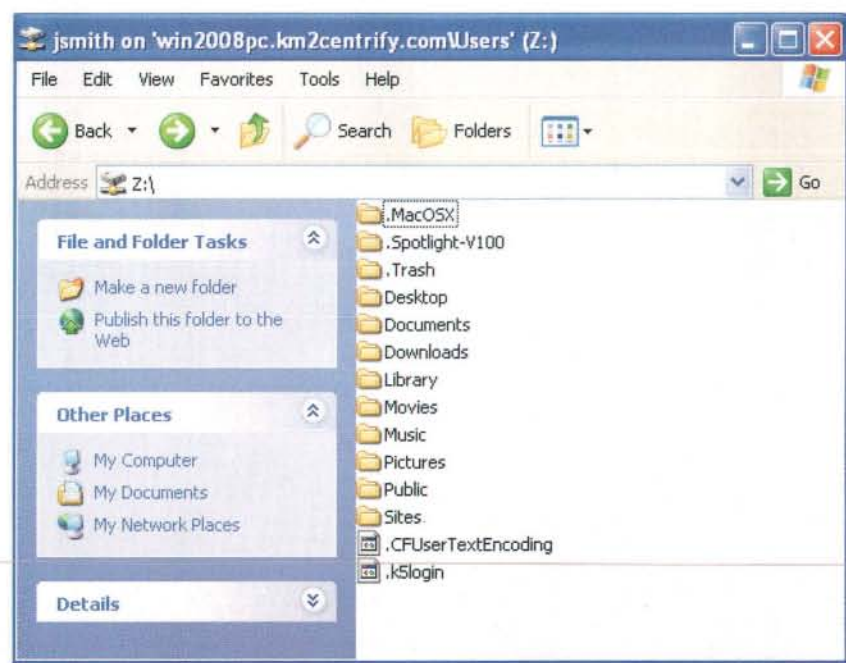 jsmith on 'win2008pc.km2centrify.com\Users' (Z:)
File Edit View Favorites Tools Help
Back Search Folders
Address Z:\ Go
File and Folder Tasks
Make a new folder
Publish this folder to the
Web
Other Places
My Computer
My Documents
My Network Places
Details
.MacOSX
.Spotlight-V100
.Trash
Desktop
Documents
Downloads
Library
Movies
Music
Pictures
Public
Sites
.CFUserTextEncoding
.k5login